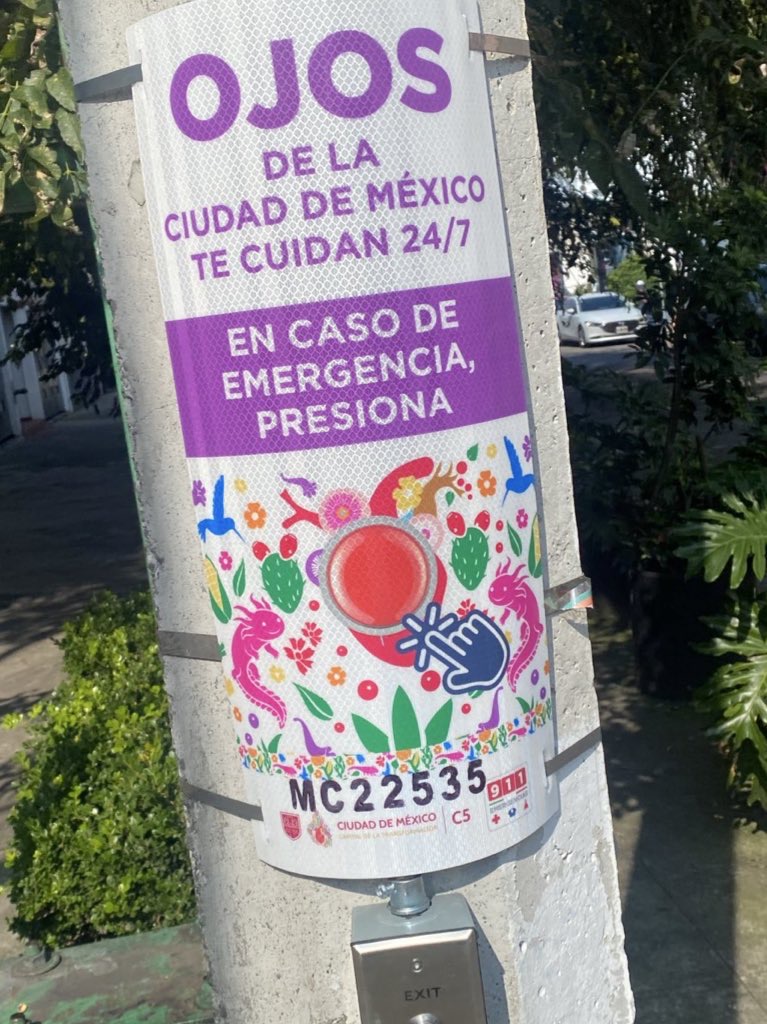 OJOS
DE LA
CIUDAD DE MÉXICO
TE CUIDAN 24/7
EN CASO DE
EMERGENCIA,
PRESIONA
MC22535
911
EMERGENCIAS
CIUDAD DE MÉXICO
CAPITAL DE LA TRANSFORMACIÓN
C5
EXIT